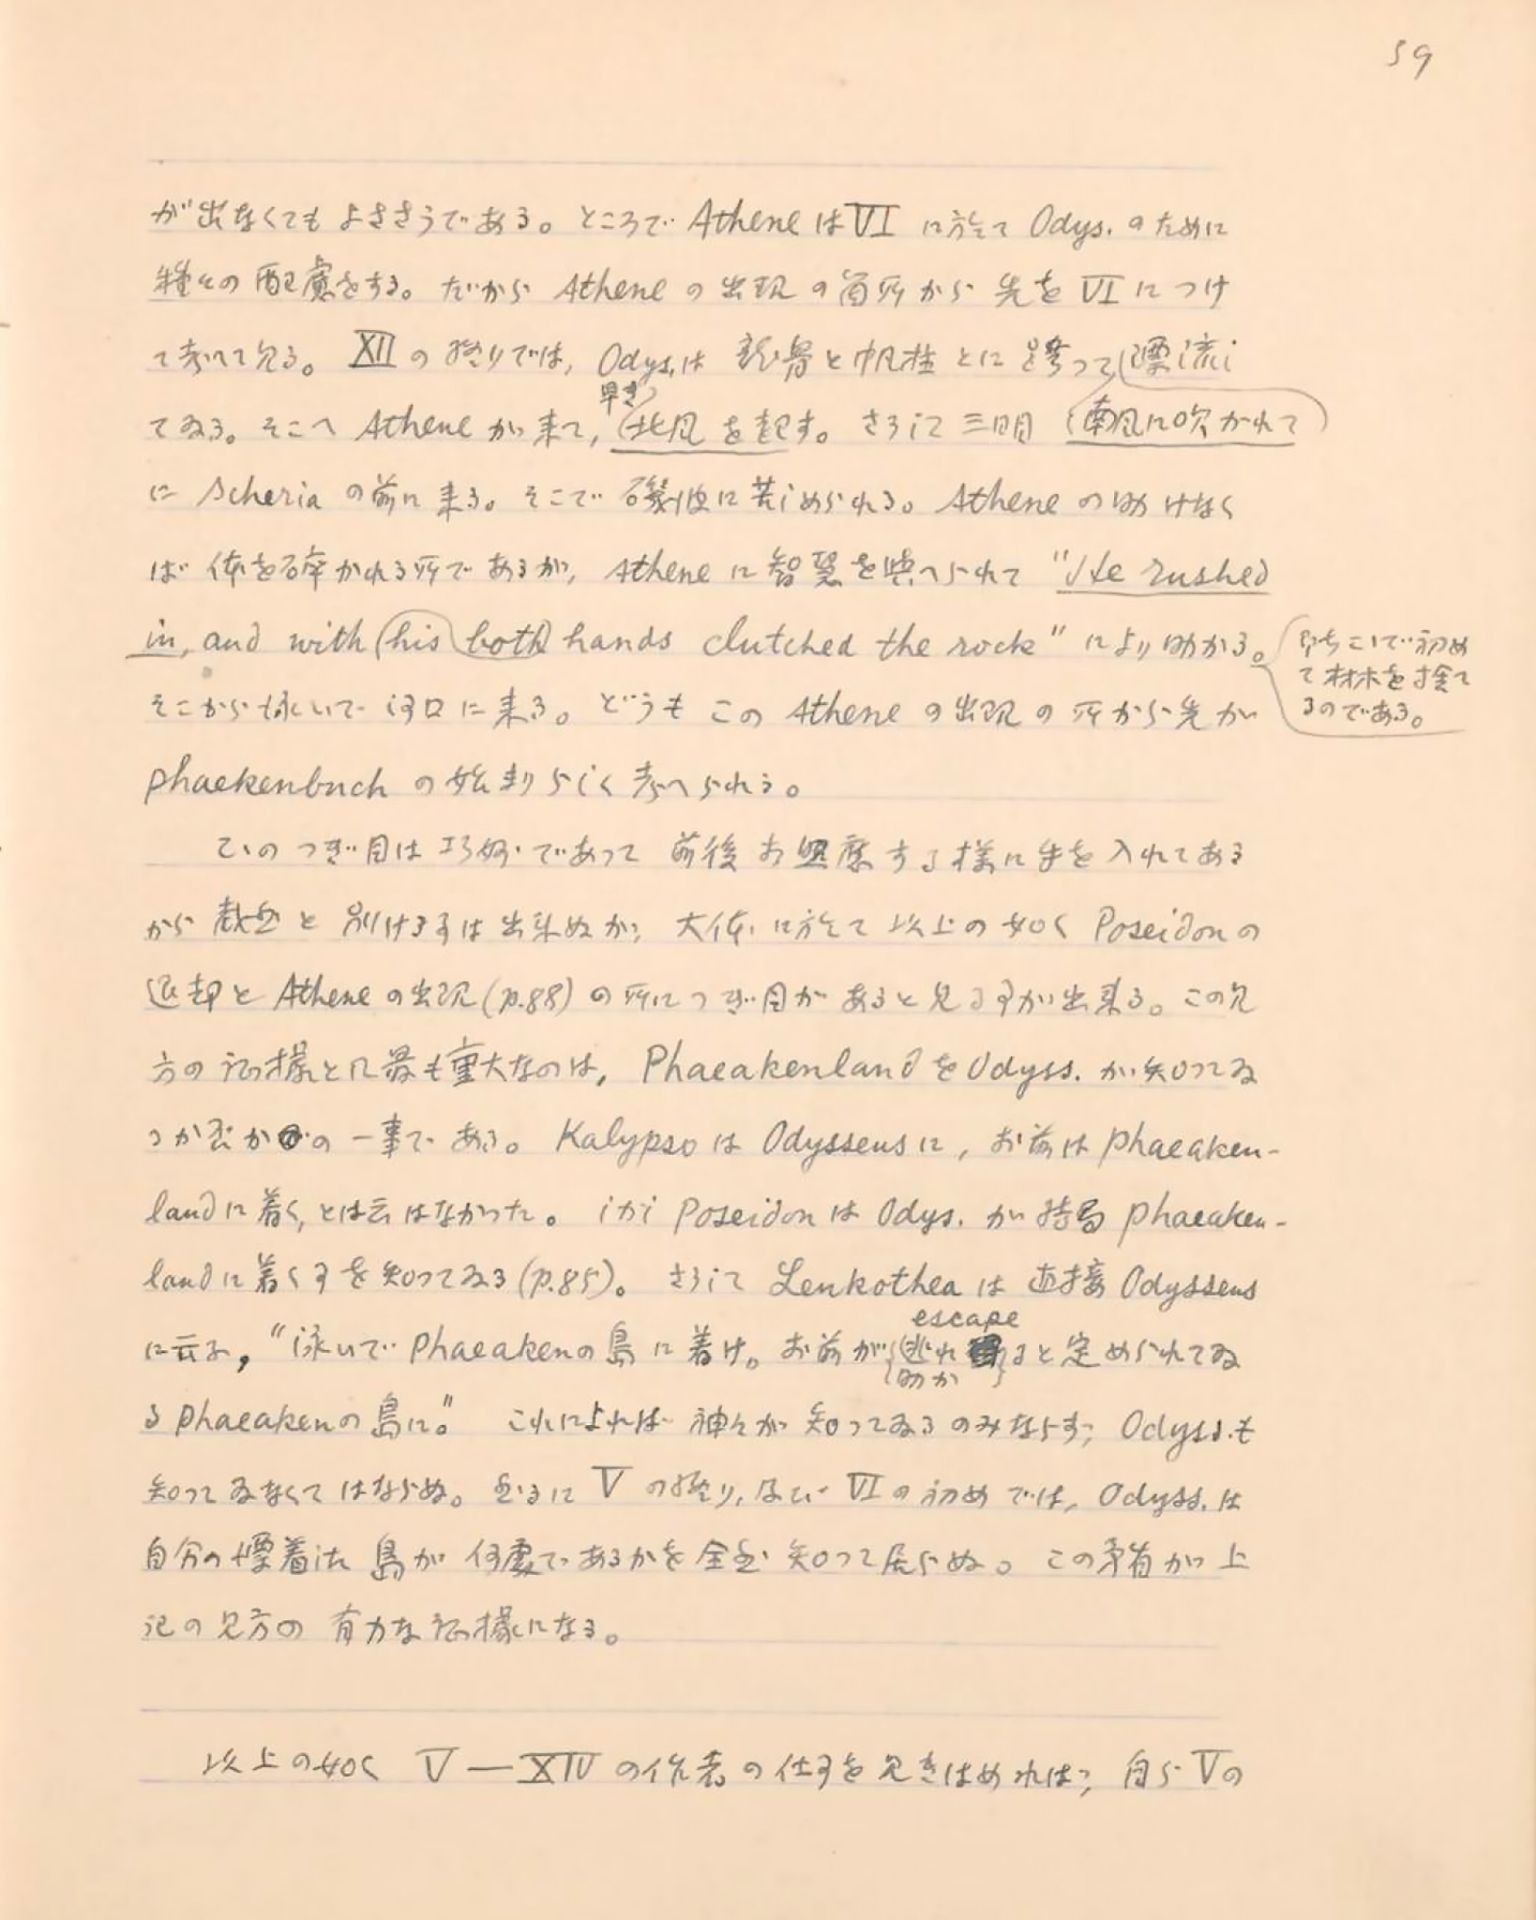 59
が出なくてもよささうである。ところで Athene は VI に於て Odys. のために
種々の配慮をする。だから Athene の出現の箇所から先を VI につけ
て考へて見る。 XII の終りでは, Odys. は 龍骨と帆柱とに跨って漂流し
てゐる。そこへ Athene が来て, 早き北風を起す。さうして三日間(南風に吹かれて)
に Scheria の前に来る。そこで磯波に苦しめられる。Athene の助けなく
ば 体を砕かれる所であるが, Athene に智慧を与へられて "He rushed
in, and with his both hands clutched the rock" により助かる。
即ちこゝで初め
て材木を捨て
るのである。
そこから泳いで河口に来る。どうもこの Athene の出現の所から先が
Phaekenbuch の始まりらしく考へられる。
このつぎ目は巧妙であって 前後相照応する様に手を入れてある
から 截然と別ける事は出来ぬが, 大体に於て以上の如く Poseidon の
退却と Athene の出現 (p.88) の所につぎ目があると見る事が出来る。この見
方の証拠として最も重大なのは, Phaeakenland を Odyss. が知ってゐ
るか否かの一事である。Kalypso は Odysseus に, お前は Phaeaken-
land に着く, とは云はなかった。しかし Poseidon は Odys. が結局 Phaeaken-
land に着く事を知ってゐる (p.85)。さうして Leukothea は直接 Odysseus
に云ふ, "泳いで Phaeaken の島に着け。お前が逃れ
escape
助か
ると定められてゐ
る Phaeaken の島に。" これによれば神々が知ってゐるのみならず, Odyss. も
知ってゐなくてはならぬ。然るに V の終り, 及び VI の初めでは, Odyss. は
自分の漂着した島が何処であるかを全然知って居らぬ。この矛盾が上
記の見方の有力な証拠になる。
以上の如く V — XIV の作者の仕事を見きはめれば, 自ら V の